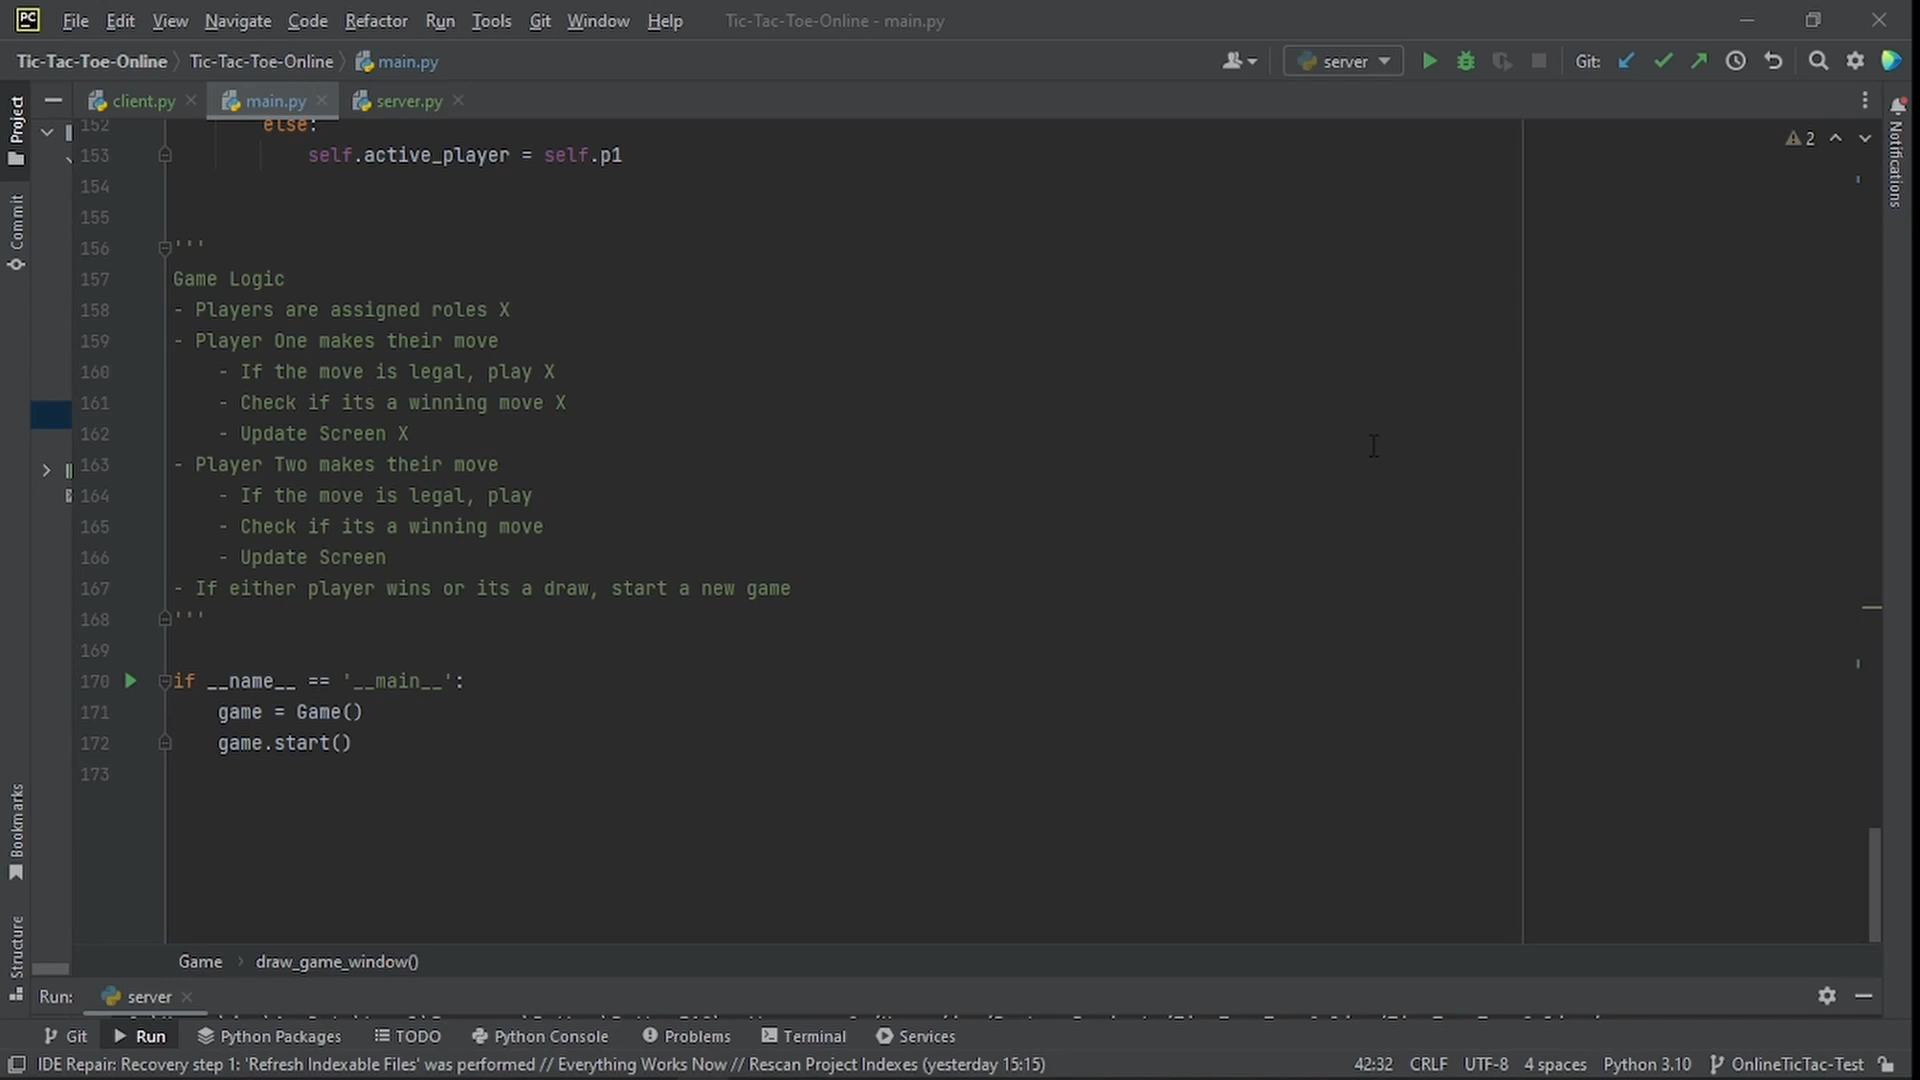 PC File Edit View Navigate Code Refactor Run Tools Git Window Help Tic-Tac-Toe-Online - main.py
Tic-Tac-Toe-Online Tic-Tac-Toe-Online main.py server Git:
Project client.py main.py server.py
152 else: 2 Notifications
153 self.active_player = self.p1
154
Commit
155
156 '''
157 Game Logic
158 - Players are assigned roles X
159 - Player One makes their move
160 - If the move is legal, play X
161 - Check if its a winning move X
162 - Update Screen X
163 - Player Two makes their move
164 - If the move is legal, play
165 - Check if its a winning move
166 - Update Screen
167 - If either player wins or its a draw, start a new game
168 '''
169
170 if __name__ == '__main__':
171 game = Game()
172 game.start()
173
Bookmarks
Structure
Game draw_game_window()
Run: server
Git Run Python Packages TODO Python Console Problems Terminal Services
IDE Repair: Recovery step 1: 'Refresh Indexable Files' was performed // Everything Works Now // Rescan Project Indexes (yesterday 15:15) 42:32 CRLF UTF-8 4 spaces Python 3.10 OnlineTicTac-Test